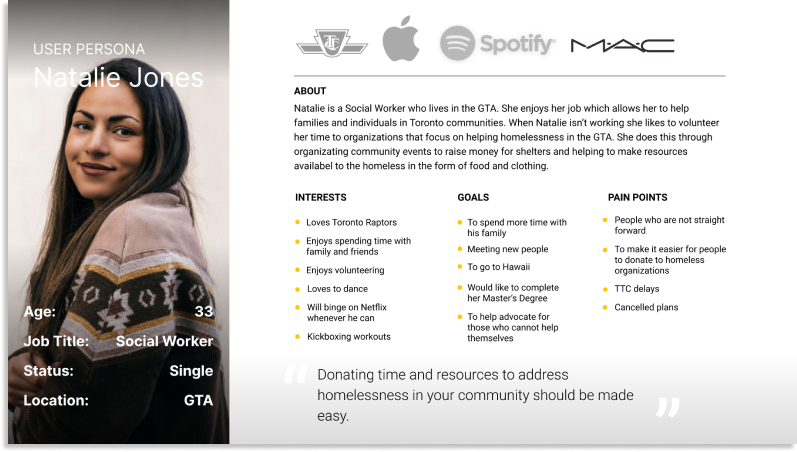 USER PERSONA
Natalie Jones
Age: 33
Job Title: Social Worker
Status: Single
Location: GTA
TTC
Spotify
MAC
ABOUT
Natalie is a Social Worker who lives in the GTA. She enjoys her job which allows her to help
families and individuals in Toronto communities. When Natalie isn't working she likes to volunteer
her time to organizations that focus on helping homelessness in the GTA. She does this through
organizating community events to raise money for shelters and helping to make resources
availabel to the homeless in the form of food and clothing.
INTERESTS
Loves Toronto Raptors
Enjoys spending time with
family and friends
Enjoys volunteering
Loves to dance
Will binge on Netflix
whenever he can
Kickboxing workouts
GOALS
To spend more time with
his family
Meeting new people
To go to Hawaii
Would like to complete
her Master's Degree
To help advocate for
those who cannot help
themselves
PAIN POINTS
People who are not straight
forward
To make it easier for people
to donate to homeless
organizations
TTC delays
Cancelled plans
“
Donating time and resources to address
homelessness in your community should be made
easy.
”